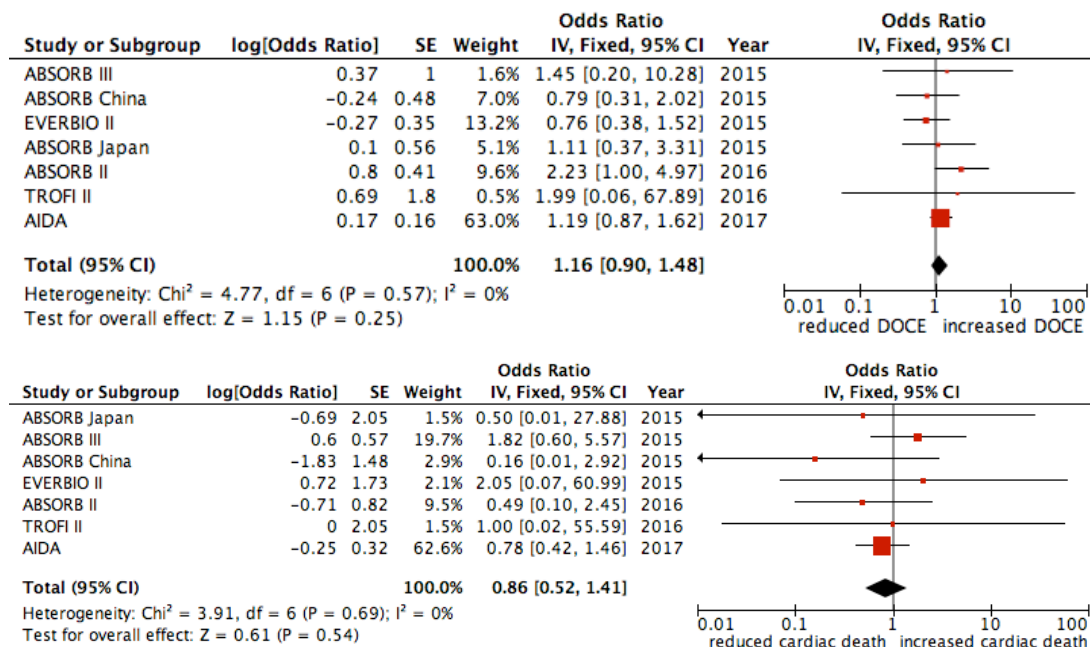 Odds Ratio Odds Ratio
Study or Subgroup log[Odds Ratio] SE Weight IV, Fixed, 95% CI Year IV, Fixed, 95% CI
ABSORB III 0.37 1 1.6% 1.45 [0.20, 10.28] 2015
ABSORB China −0.24 0.48 7.0% 0.79 [0.31, 2.02] 2015
EVERBIO II −0.27 0.35 13.2% 0.76 [0.38, 1.52] 2015
ABSORB Japan 0.1 0.56 5.1% 1.11 [0.37, 3.31] 2015
ABSORB II 0.8 0.41 9.6% 2.23 [1.00, 4.97] 2016
TROFI II 0.69 1.8 0.5% 1.99 [0.06, 67.89] 2016
AIDA 0.17 0.16 63.0% 1.19 [0.87, 1.62] 2017
Total (95% CI) 100.0% 1.16 [0.90, 1.48]
Heterogeneity: Chi² = 4.77, df = 6 (P = 0.57); I² = 0%
Test for overall effect: Z = 1.15 (P = 0.25)
0.01 0.1 1 10 100
reduced DOCE increased DOCE
Odds Ratio Odds Ratio
Study or Subgroup log[Odds Ratio] SE Weight IV, Fixed, 95% CI Year IV, Fixed, 95% CI
ABSORB Japan −0.69 2.05 1.5% 0.50 [0.01, 27.88] 2015
ABSORB III 0.6 0.57 19.7% 1.82 [0.60, 5.57] 2015
ABSORB China −1.83 1.48 2.9% 0.16 [0.01, 2.92] 2015
EVERBIO II 0.72 1.73 2.1% 2.05 [0.07, 60.99] 2015
ABSORB II −0.71 0.82 9.5% 0.49 [0.10, 2.45] 2016
TROFI II 0 2.05 1.5% 1.00 [0.02, 55.59] 2016
AIDA −0.25 0.32 62.6% 0.78 [0.42, 1.46] 2017
Total (95% CI) 100.0% 0.86 [0.52, 1.41]
Heterogeneity: Chi² = 3.91, df = 6 (P = 0.69); I² = 0%
Test for overall effect: Z = 0.61 (P = 0.54)
0.01 0.1 1 10 100
reduced cardiac death increased cardiac death